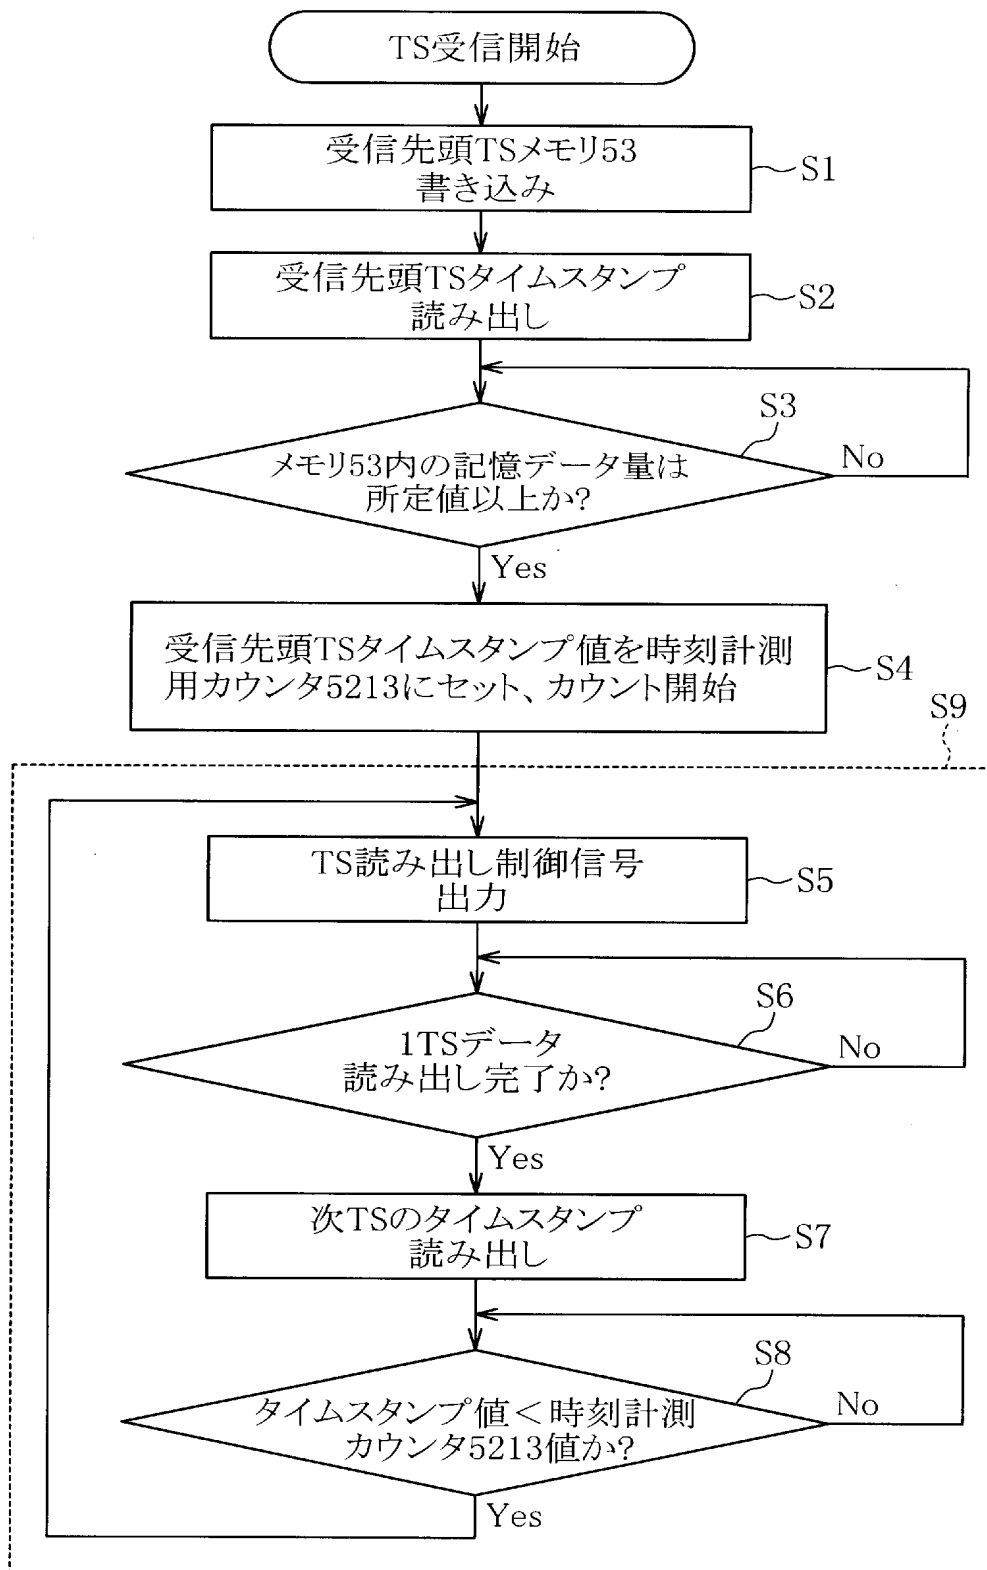 TS受信開始
受信先頭TSメモリ53
書き込み
S1
受信先頭TSタイムスタンプ
読み出し
S2
S3
メモリ53内の記憶データ量は
所定値以上か?
No
Yes
受信先頭TSタイムスタンプ値を時刻計測
用カウンタ5213にセット、カウント開始
S4
S9
TS読み出し制御信号
出力
S5
S6
1TSデータ
読み出し完了か?
No
Yes
次TSのタイムスタンプ
読み出し
S7
S8
タイムスタンプ値<時刻計測
カウンタ5213値か?
No
Yes